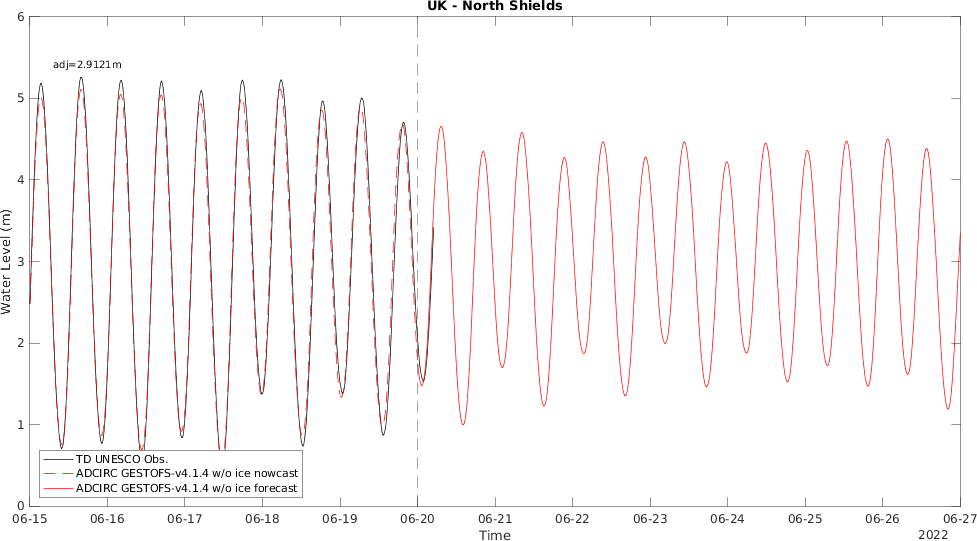 UK - North Shields
adj=2.9121m
6
5
4
3
2
1
0
Water Level (m)
TD UNESCO Obs.
ADCIRC GESTOFS-v4.1.4 w/o ice nowcast
ADCIRC GESTOFS-v4.1.4 w/o ice forecast
06-15 06-16 06-17 06-18 06-19 06-20 06-21 06-22 06-23 06-24 06-25 06-26 06-27
Time
2022